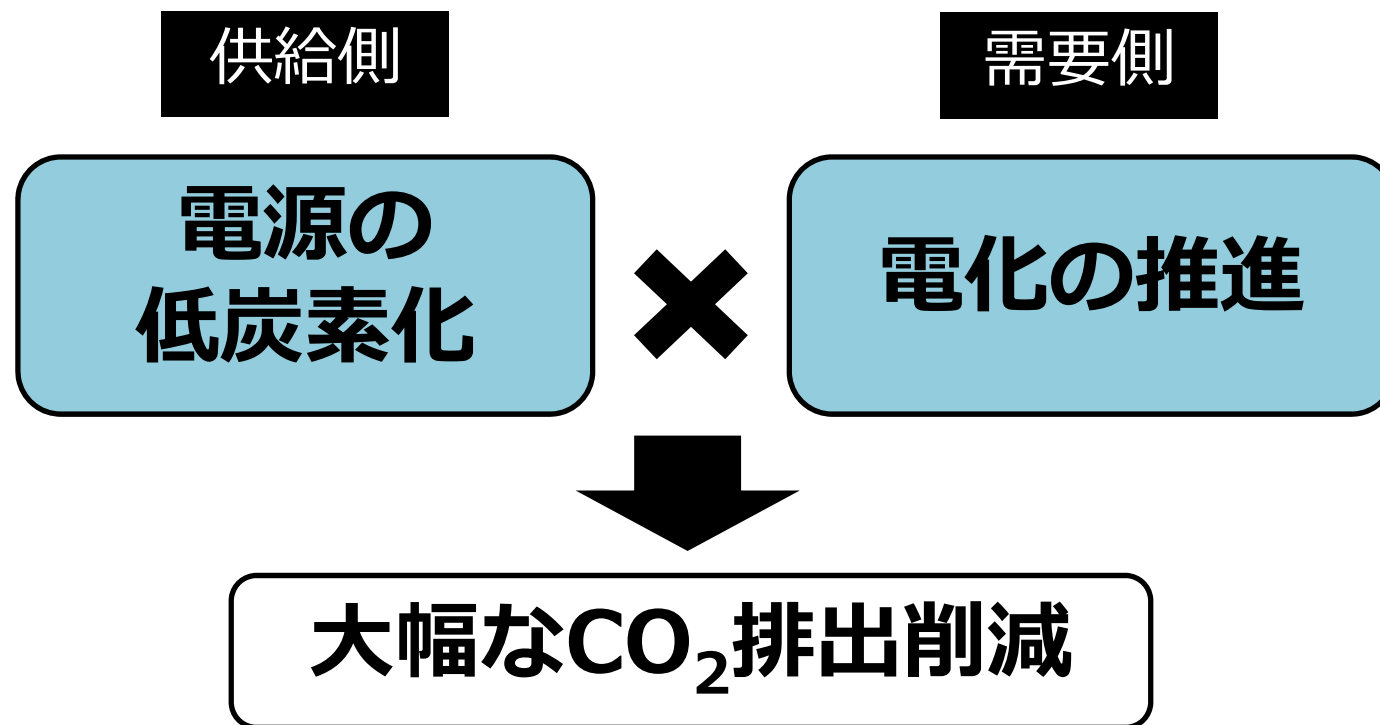 供給側
需要側
電源の
低炭素化
電化の推進
大幅なCO₂排出削減